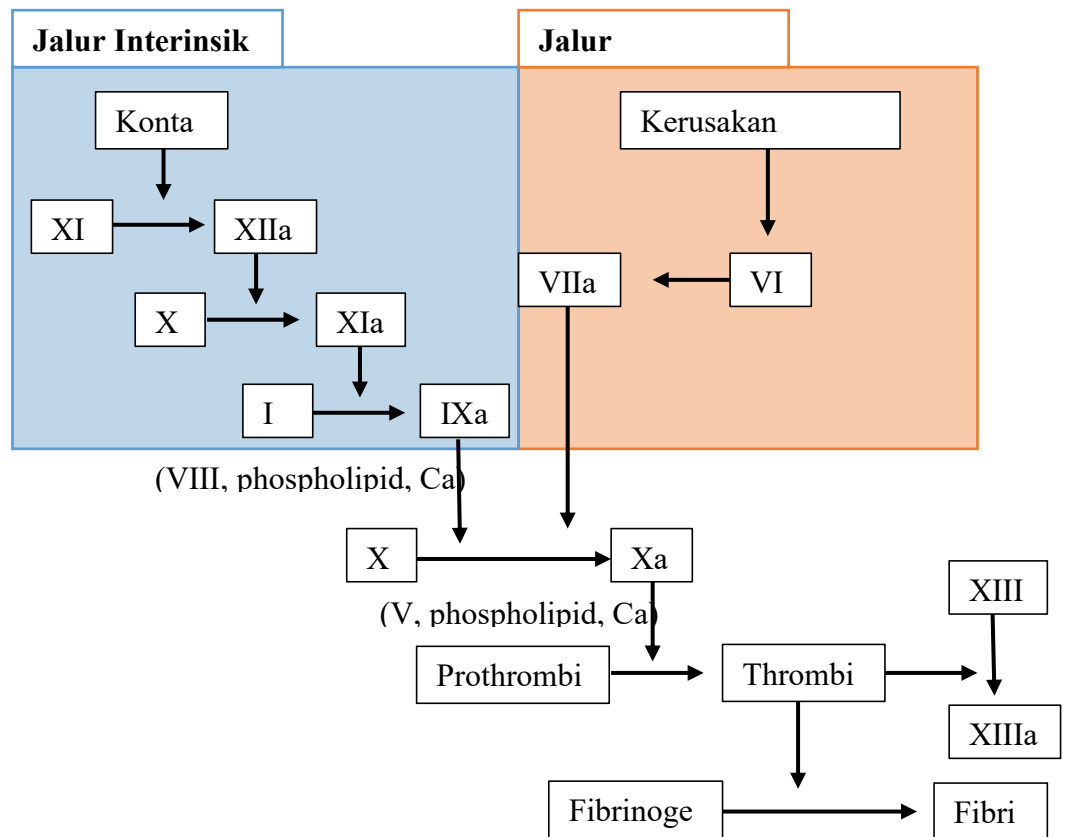 Jalur Interinsik
Jalur
Konta
Kerusakan
XI
XIIa
VIIa
VI
X
XIa
I
IXa
(VIII, phospholipid, Ca)
X
Xa
XIII
(V, phospholipid, Ca)
Prothrombi
Thrombi
XIIIa
Fibrinoge
Fibri